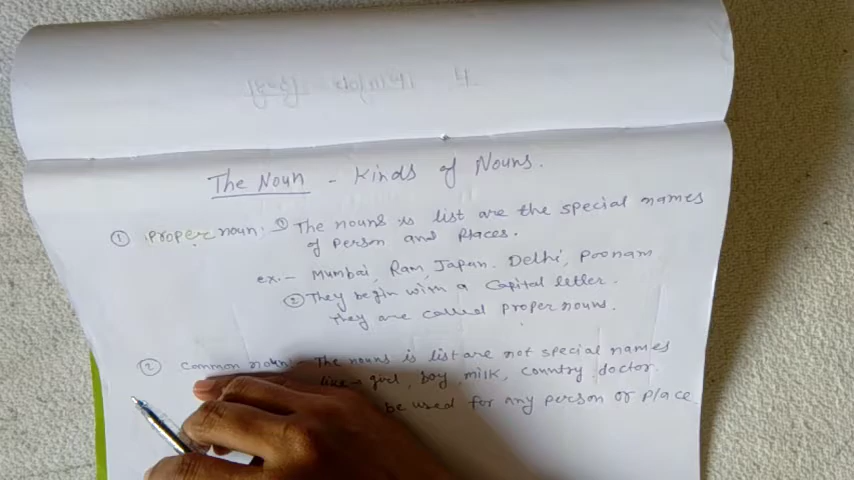 The Noun - Kinds of Nouns.
① Proper noun:- ① The nouns is list are the special names
of Person and Places.
ex:- Mumbai, Ram, Japan. Delhi, Poonam
② They begin with a Capital letter.
They are called Proper nouns.
② Common noun:- The nouns is list are not special names
like → girl, boy, milk, country, doctor.
be used for any person or place